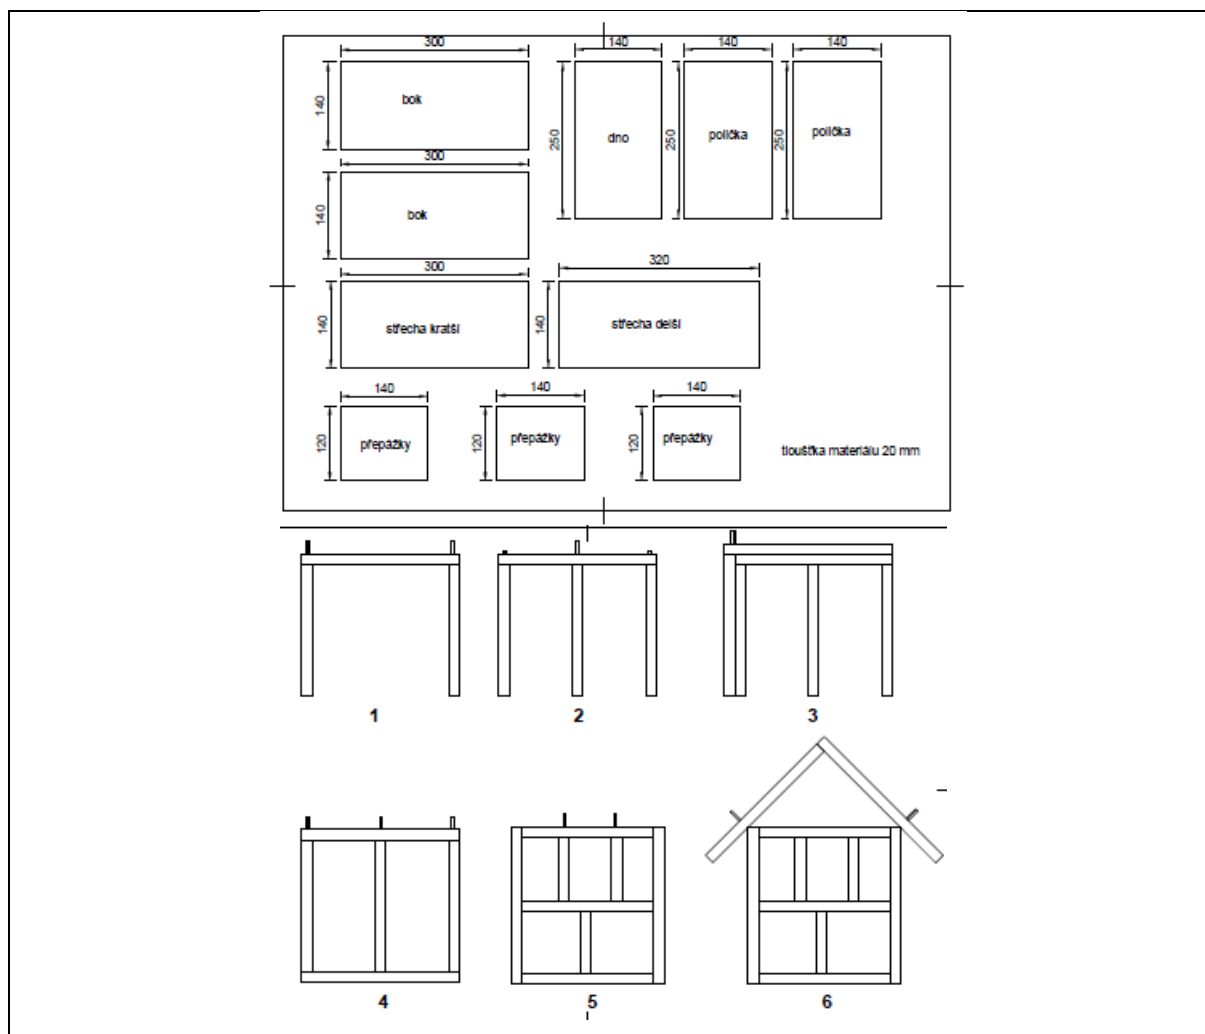 300 140 140 140
140 bok
250 dno 250 polička 250 polička
300
140 bok
300 320
140 střecha kratší 140 střecha delší
140 140 140
120 přepážky 120 přepážky 120 přepážky
tloušťka materiálu 20 mm
1 2 3
4 5 6